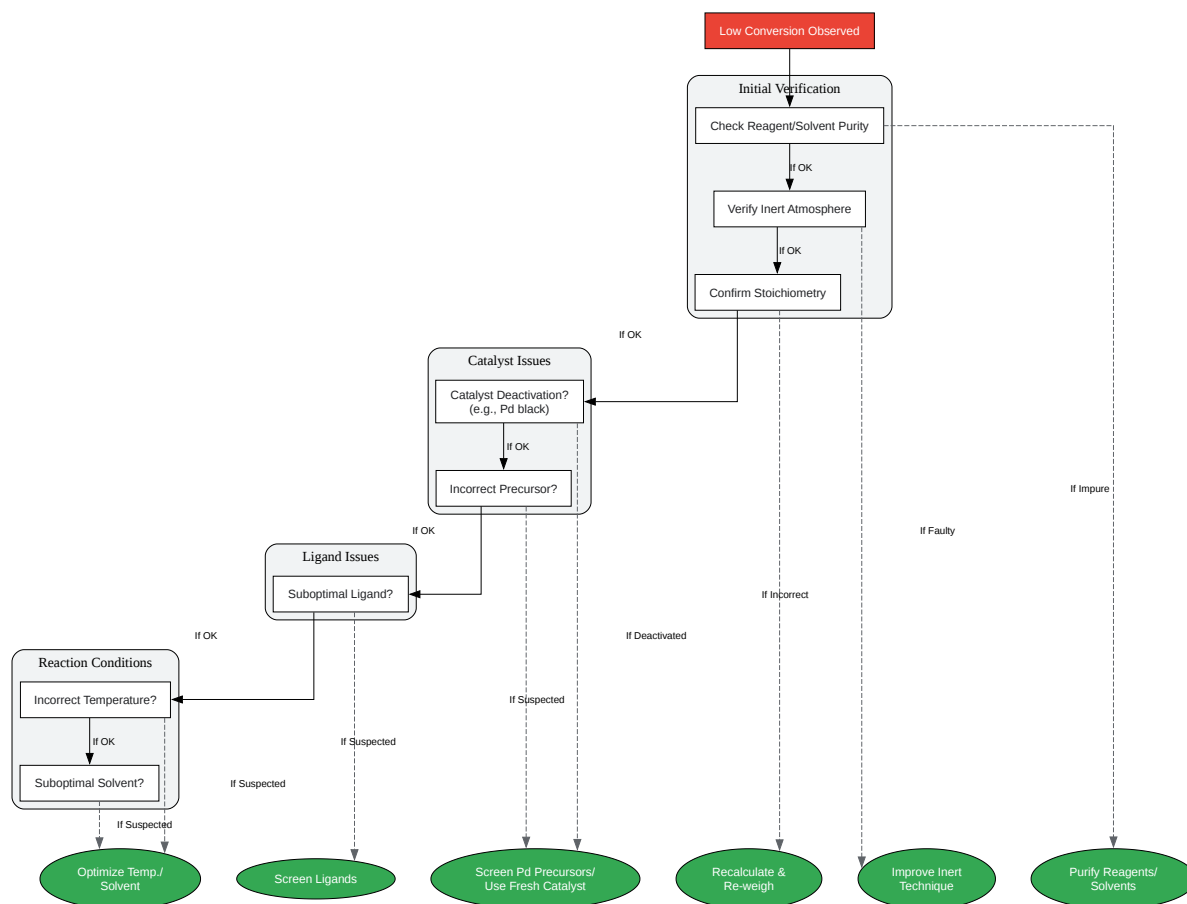 Low Conversion Observed
Initial Verification
Check Reagent/Solvent Purity
If OK
Verify Inert Atmosphere
If OK
Confirm Stoichiometry
If OK
Catalyst Issues
Catalyst Deactivation?
(e.g., Pd black)
If OK
Incorrect Precursor?
If Impure
If OK
If Faulty
Ligand Issues
Suboptimal Ligand?
If Incorrect
If OK
If Deactivated
Reaction Conditions
Incorrect Temperature?
If Suspected
If OK
If Suspected
Suboptimal Solvent?
If Suspected
If Suspected
Optimize Temp./
Solvent
Screen Ligands
Screen Pd Precursors/
Use Fresh Catalyst
Recalculate &
Re-weigh
Improve Inert
Technique
Purify Reagents/
Solvents